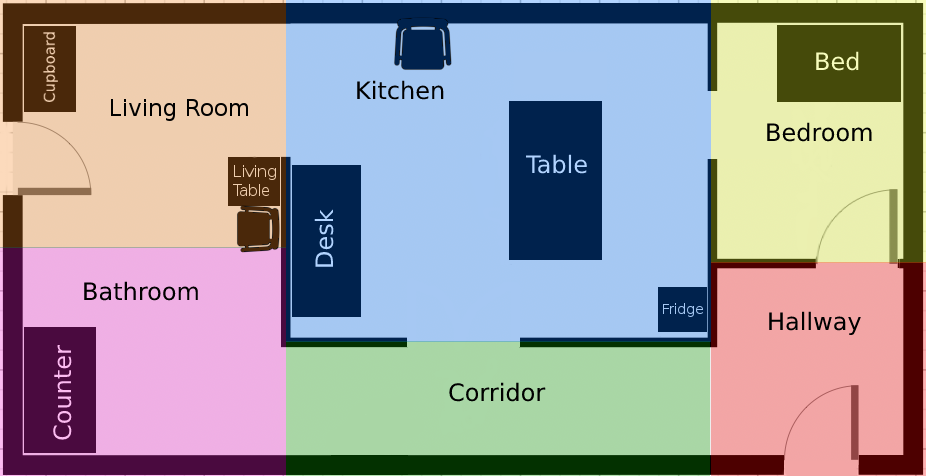 Cupboard
Living Room
Kitchen
Bed
Bedroom
Table
Living
Table
Desk
Bathroom
Fridge
Hallway
Counter
Corridor